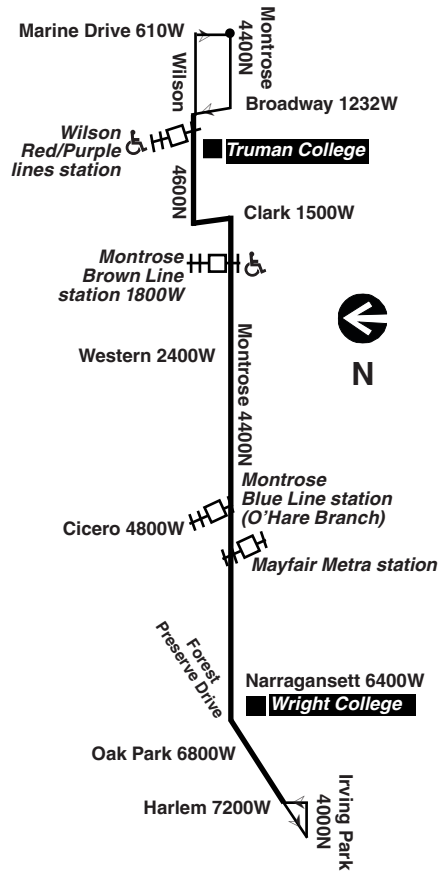 Marine Drive 610W
Montrose
4400N
Wilson
Broadway 1232W
Wilson
Red/Purple
lines station
Truman College
4600N
Clark 1500W
Montrose
Brown Line
station 1800W
Western 2400W
N
Montrose 4400N
Montrose
Blue Line station
(O'Hare Branch)
Cicero 4800W
Mayfair Metra station
Forest
Preserve Drive
Narragansett 6400W
Wright College
Oak Park 6800W
Harlem 7200W
Irving Park
4000N